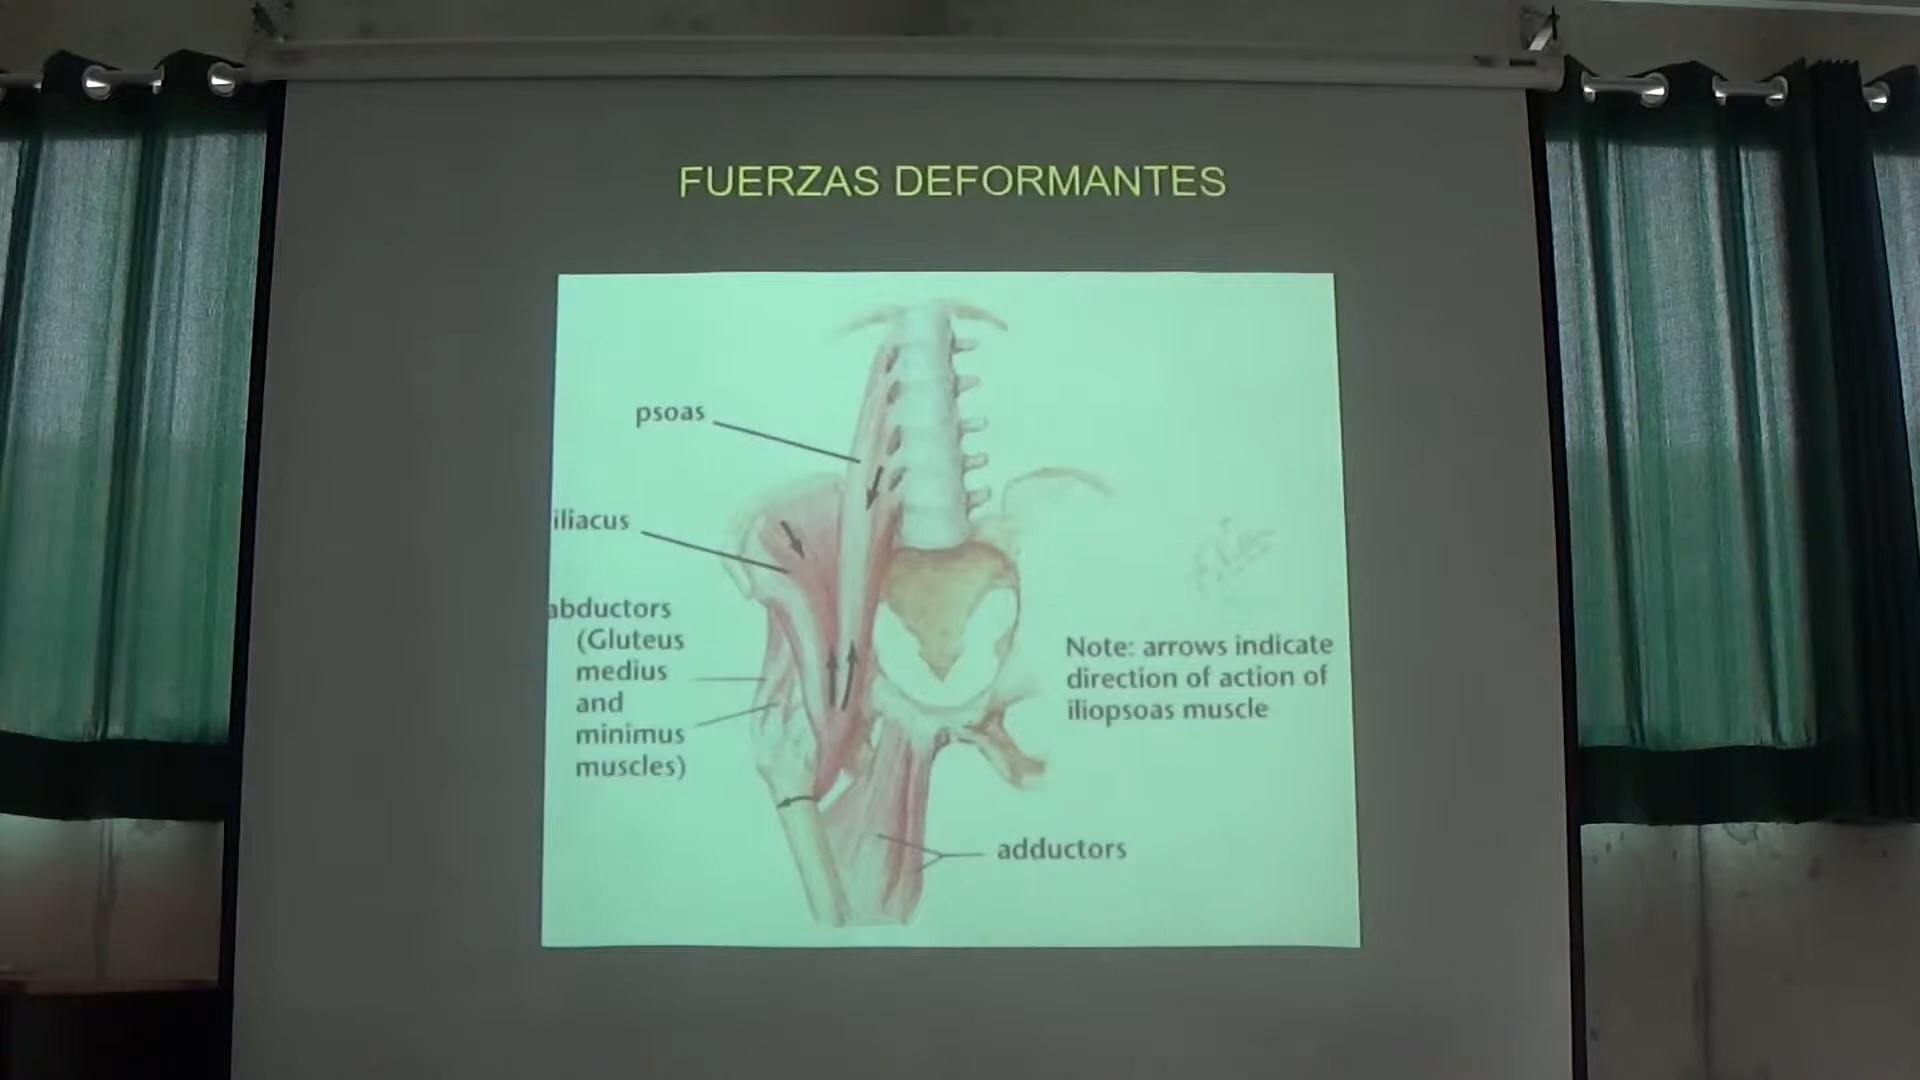 FUERZAS DEFORMANTES
psoas
iliacus
abductors
(Gluteus
medius
and
minimus
muscles)
Note: arrows indicate
direction of action of
iliopsoas muscle
adductors